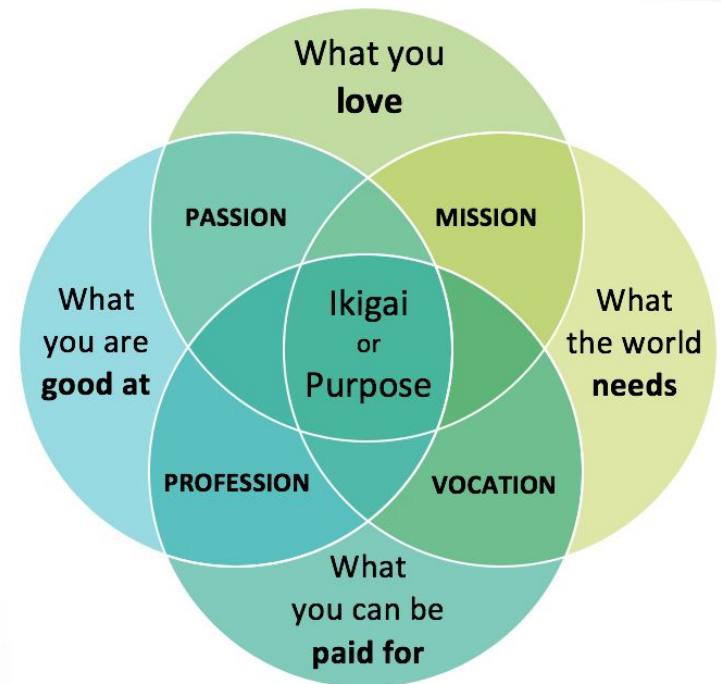 What you
love
PASSION
MISSION
What
you are
good at
Ikigai
or
Purpose
What
the world
needs
PROFESSION
VOCATION
What
you can be
paid for